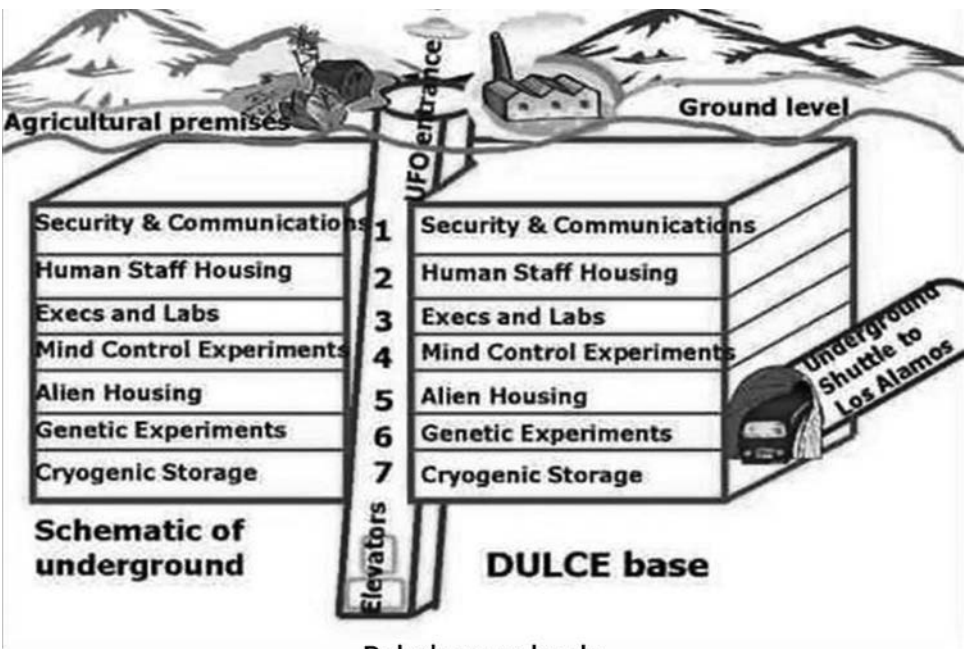 UFO entrance
Agricultural premises
Ground level
Security & Communications
1
Security & Communications
Human Staff Housing
2
Human Staff Housing
Execs and Labs
3
Execs and Labs
Mind Control Experiments
4
Mind Control Experiments
Alien Housing
5
Alien Housing
Genetic Experiments
6
Genetic Experiments
Cryogenic Storage
7
Cryogenic Storage
Underground
Shuttle to
Los Alamos
Elevators
Schematic of
underground
DULCE base